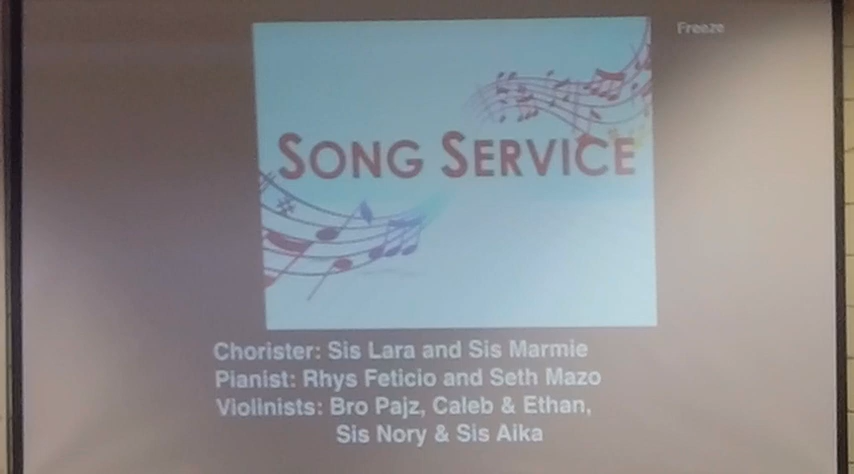 Freeze
SONG SERVICE
Chorister: Sis Lara and Sis Marmie
Pianist: Rhys Feticio and Seth Mazo
Violinists: Bro Pajz, Caleb & Ethan,
Sis Nory & Sis Aika